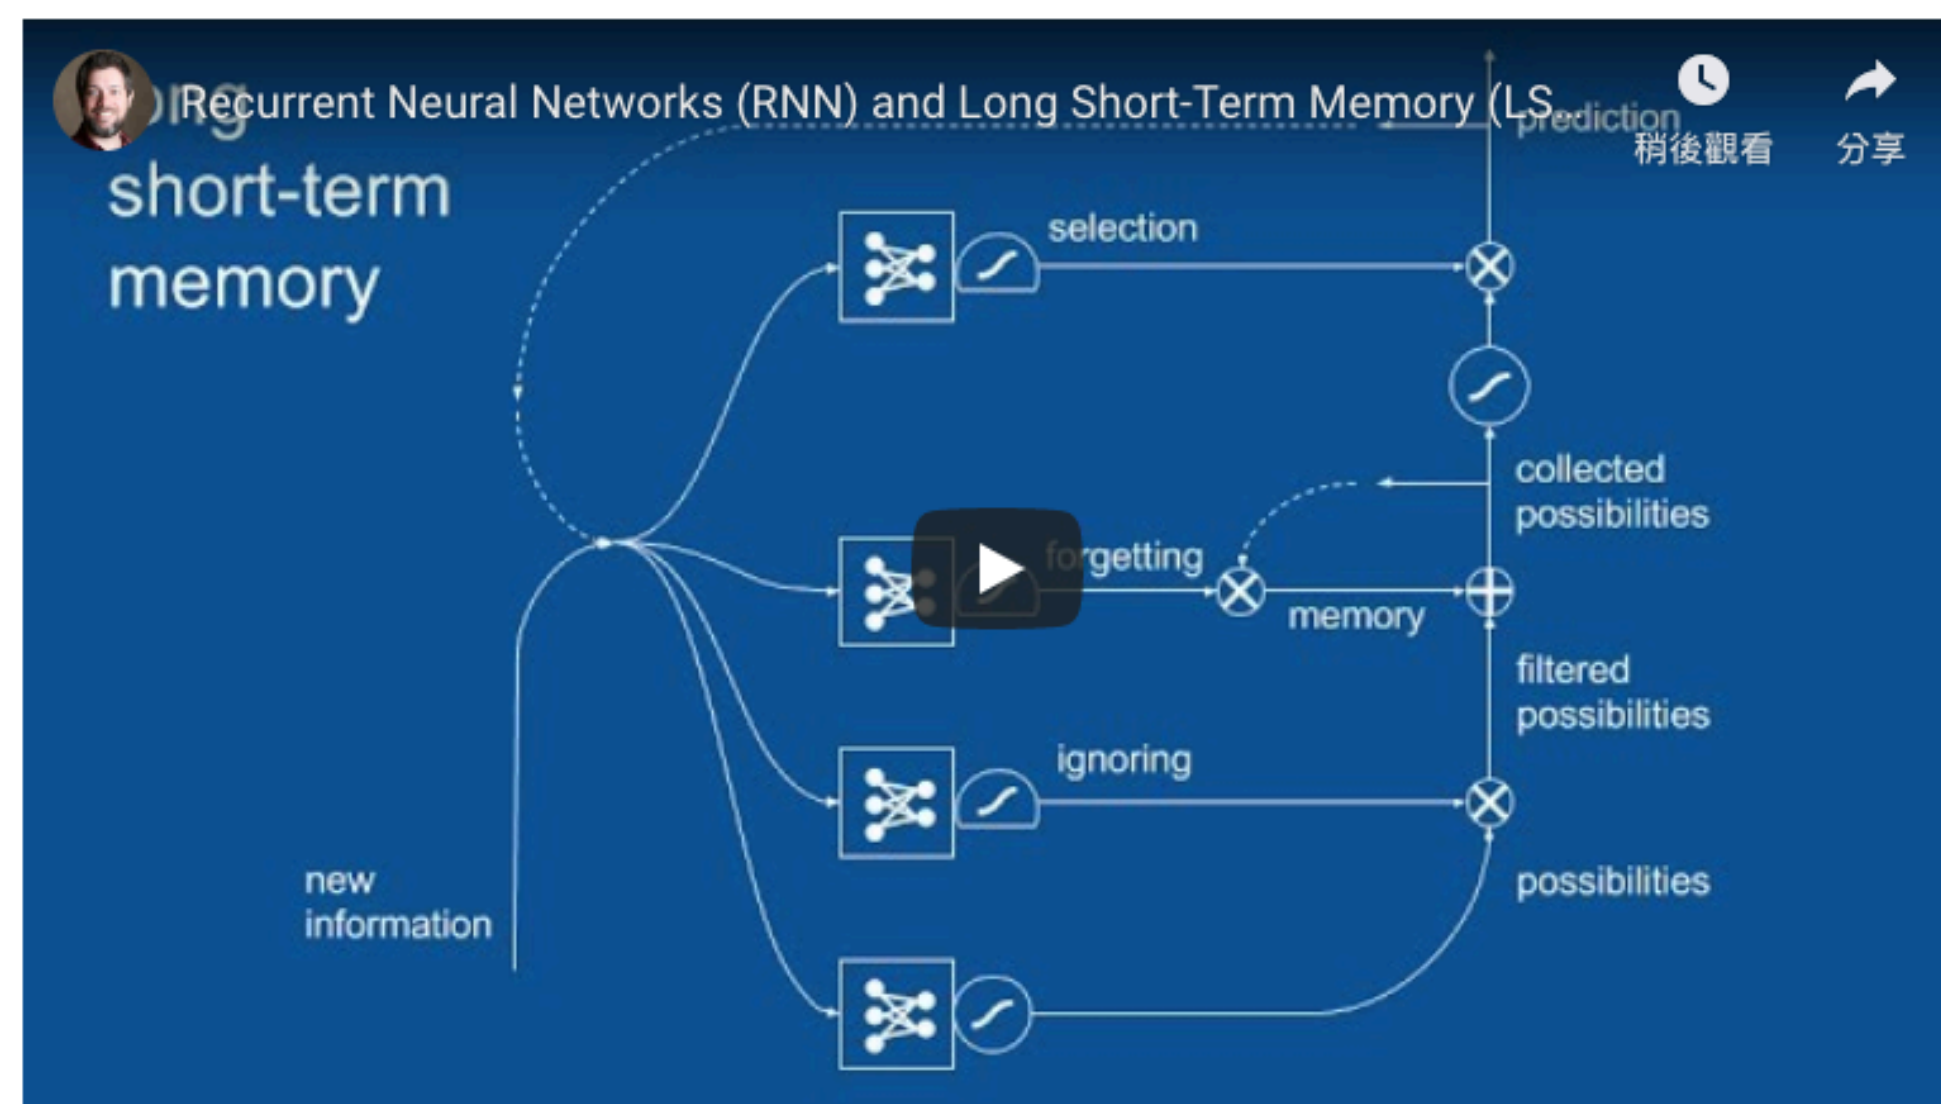 Recurrent Neural Networks (RNN) and Long Short-Term Memory (LS...
稍後觀看
分享
long
short-term
memory
prediction
selection
collected
possibilities
forgetting
memory
filtered
possibilities
ignoring
possibilities
new
information